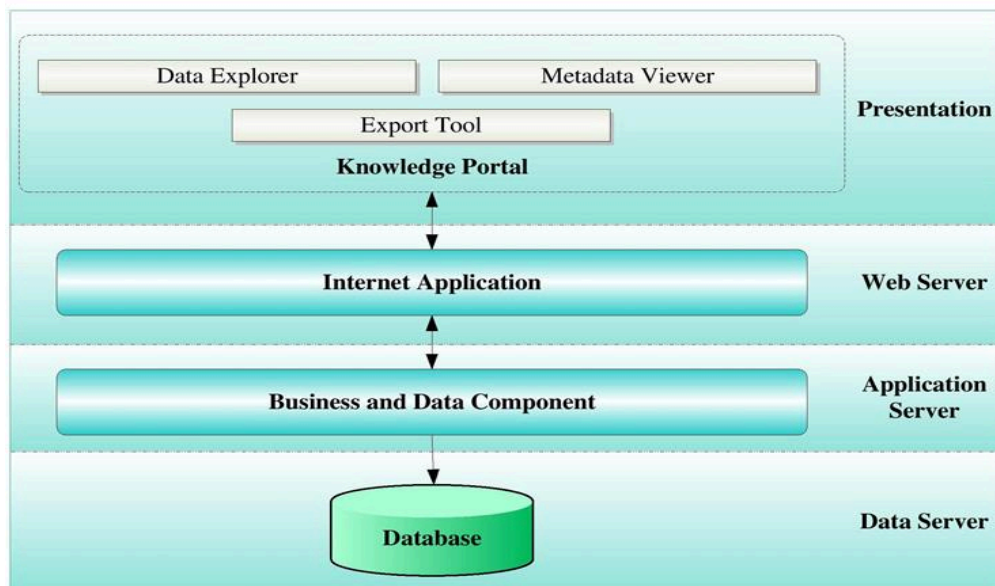 Data Explorer
Metadata Viewer
Export Tool
Knowledge Portal
Presentation
Internet Application
Web Server
Business and Data Component
Application
Server
Database
Data Server